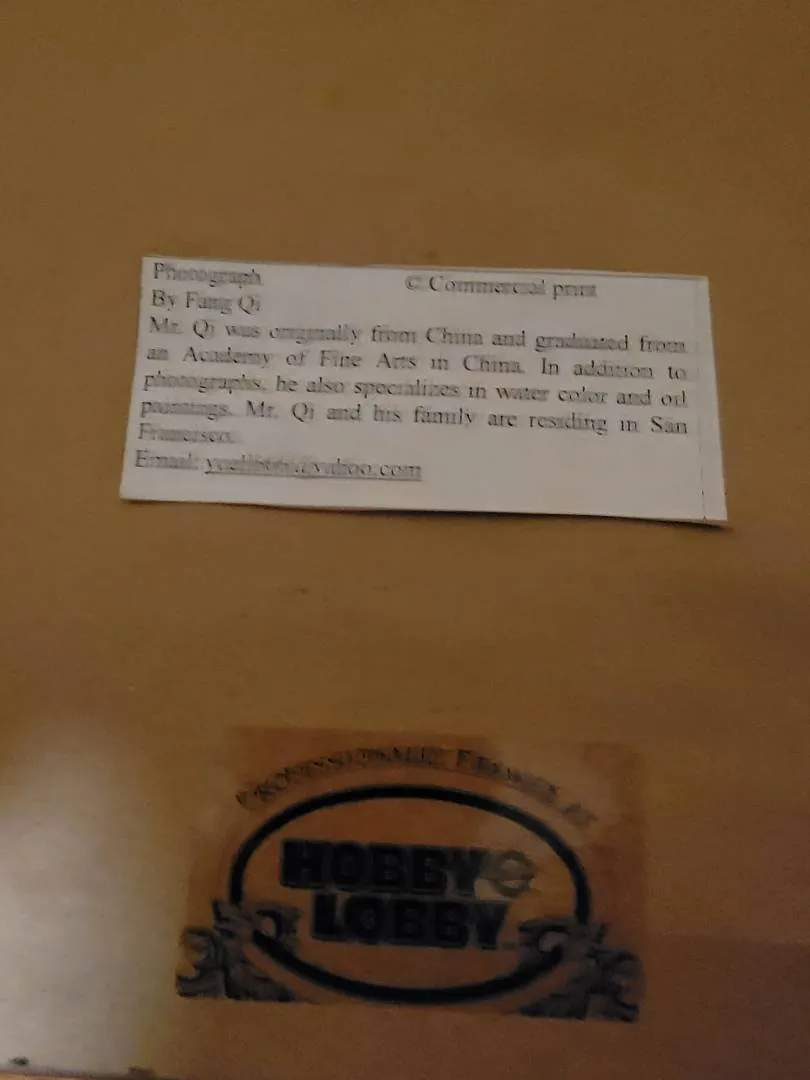 Photograph © Commercial print
By Fang Qi
Mr. Qi was originally from China and graduated from
an Academy of Fine Arts in China. In addition to
photographs, he also specializes in water color and oil
paintings. Mr. Qi and his family are residing in San
Francisco.
Email:
PROFESSIONALLY FRAMED AT
HOBBY
LOBBY